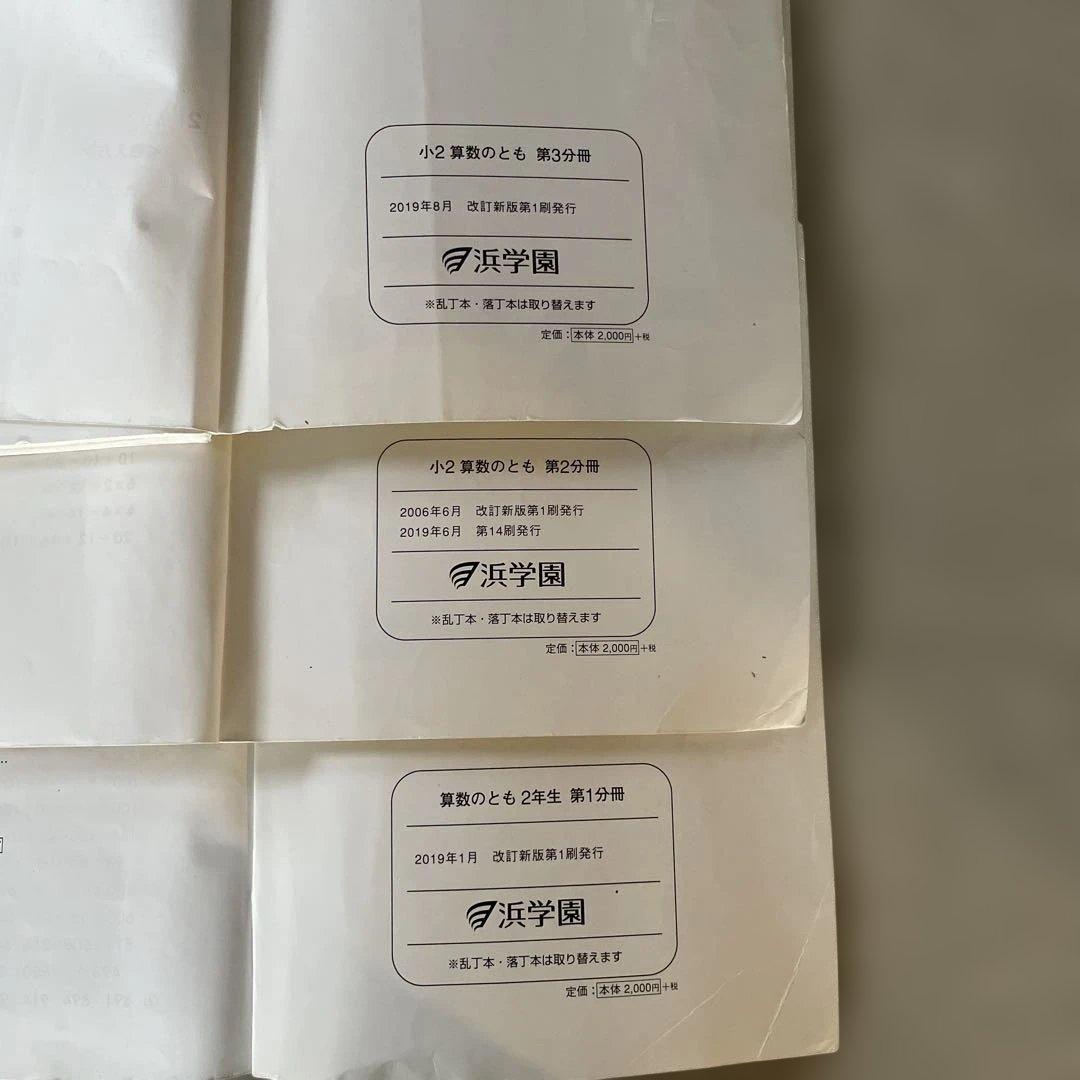 小2 算数のとも 第3分冊
2019年8月 改訂新版第1刷発行
浜学園
※乱丁本・落丁本は取り替えます
定価：本体 2,000円+税
小2 算数のとも 第2分冊
2006年6月 改訂新版第1刷発行
2019年6月 第14刷発行
浜学園
※乱丁本・落丁本は取り替えます
定価：本体 2,000円+税
算数のとも 2年生 第1分冊
2019年1月 改訂新版第1刷発行
浜学園
※乱丁本・落丁本は取り替えます
定価：本体 2,000円+税